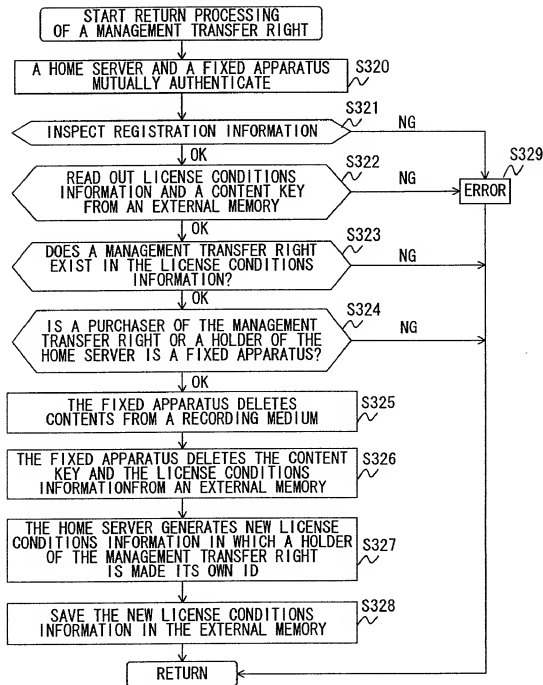 START RETURN PROCESSING
OF A MANAGEMENT TRANSFER RIGHT
S320
A HOME SERVER AND A FIXED APPARATUS
MUTUALLY AUTHENTICATE
S321
INSPECT REGISTRATION INFORMATION
NG
OK
S322
READ OUT LICENSE CONDITIONS
INFORMATION AND A CONTENT KEY
FROM AN EXTERNAL MEMORY
NG
S329
ERROR
OK
S323
DOES A MANAGEMENT TRANSFER RIGHT
EXIST IN THE LICENSE CONDITIONS
INFORMATION?
NG
OK
S324
IS A PURCHASER OF THE MANAGEMENT
TRANSFER RIGHT OR A HOLDER OF THE
HOME SERVER IS A FIXED APPARATUS?
NG
OK
THE FIXED APPARATUS DELETES
CONTENTS FROM A RECORDING MEDIUM
S325
THE FIXED APPARATUS DELETES THE CONTENT
KEY AND THE LICENSE CONDITIONS
INFORMATIONFROM AN EXTERNAL MEMORY
S326
THE HOME SERVER GENERATES NEW LICENSE
CONDITIONS INFORMATION IN WHICH A HOLDER
OF THE MANAGEMENT TRANSFER RIGHT
IS MADE ITS OWN ID
S327
SAVE THE NEW LICENSE CONDITIONS
INFORMATION IN THE EXTERNAL MEMORY
S328
RETURN